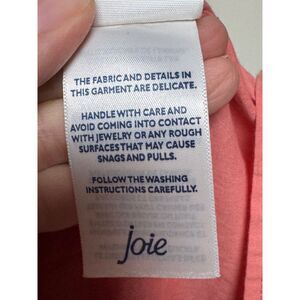 THE FABRIC AND DETAILS IN
THIS GARMENT ARE DELICATE.
HANDLE WITH CARE AND
AVOID COMING INTO CONTACT
WITH JEWELRY OR ANY ROUGH
SURFACES THAT MAY CAUSE
SNAGS AND PULLS.
FOLLOW THE WASHING
INSTRUCTIONS CAREFULLY.
joie